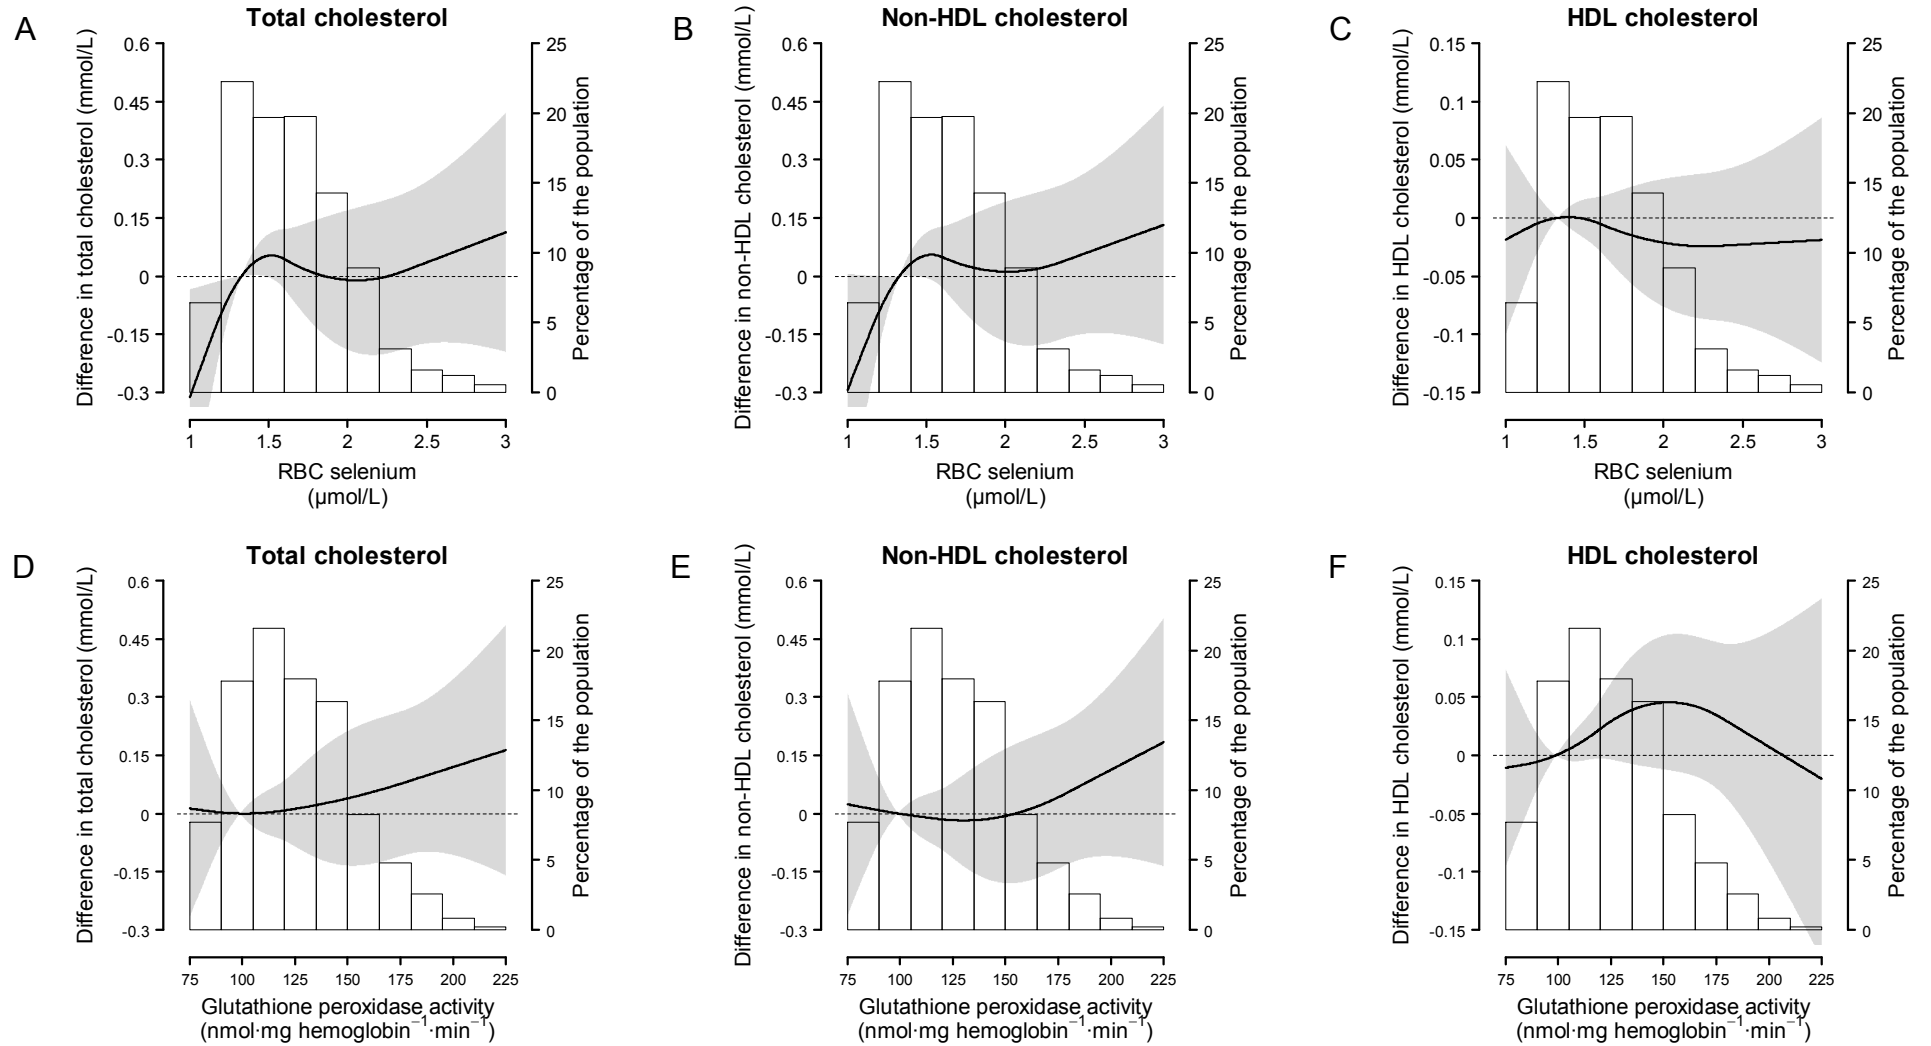 A
Total cholesterol
Difference in total cholesterol (mmol/L)
0.6
0.45
0.3
0.15
0
-0.15
-0.3
25
20
15
10
5
0
Percentage of the population
1 1.5 2 2.5 3
RBC selenium
(µmol/L)
B
Non-HDL cholesterol
Difference in non-HDL cholesterol (mmol/L)
0.6
0.45
0.3
0.15
0
-0.15
-0.3
25
20
15
10
5
0
Percentage of the population
1 1.5 2 2.5 3
RBC selenium
(µmol/L)
C
HDL cholesterol
Difference in HDL cholesterol (mmol/L)
0.15
0.1
0.05
0
-0.05
-0.1
-0.15
25
20
15
10
5
0
Percentage of the population
1 1.5 2 2.5 3
RBC selenium
(µmol/L)
D
Total cholesterol
Difference in total cholesterol (mmol/L)
0.6
0.45
0.3
0.15
0
-0.15
-0.3
25
20
15
10
5
0
Percentage of the population
75 100 125 150 175 200 225
Glutathione peroxidase activity
(nmol·mg hemoglobin⁻¹·min⁻¹)
E
Non-HDL cholesterol
Difference in non-HDL cholesterol (mmol/L)
0.6
0.45
0.3
0.15
0
-0.15
-0.3
25
20
15
10
5
0
Percentage of the population
75 100 125 150 175 200 225
Glutathione peroxidase activity
(nmol·mg hemoglobin⁻¹·min⁻¹)
F
HDL cholesterol
Difference in HDL cholesterol (mmol/L)
0.15
0.1
0.05
0
-0.05
-0.1
-0.15
25
20
15
10
5
0
Percentage of the population
75 100 125 150 175 200 225
Glutathione peroxidase activity
(nmol·mg hemoglobin⁻¹·min⁻¹)